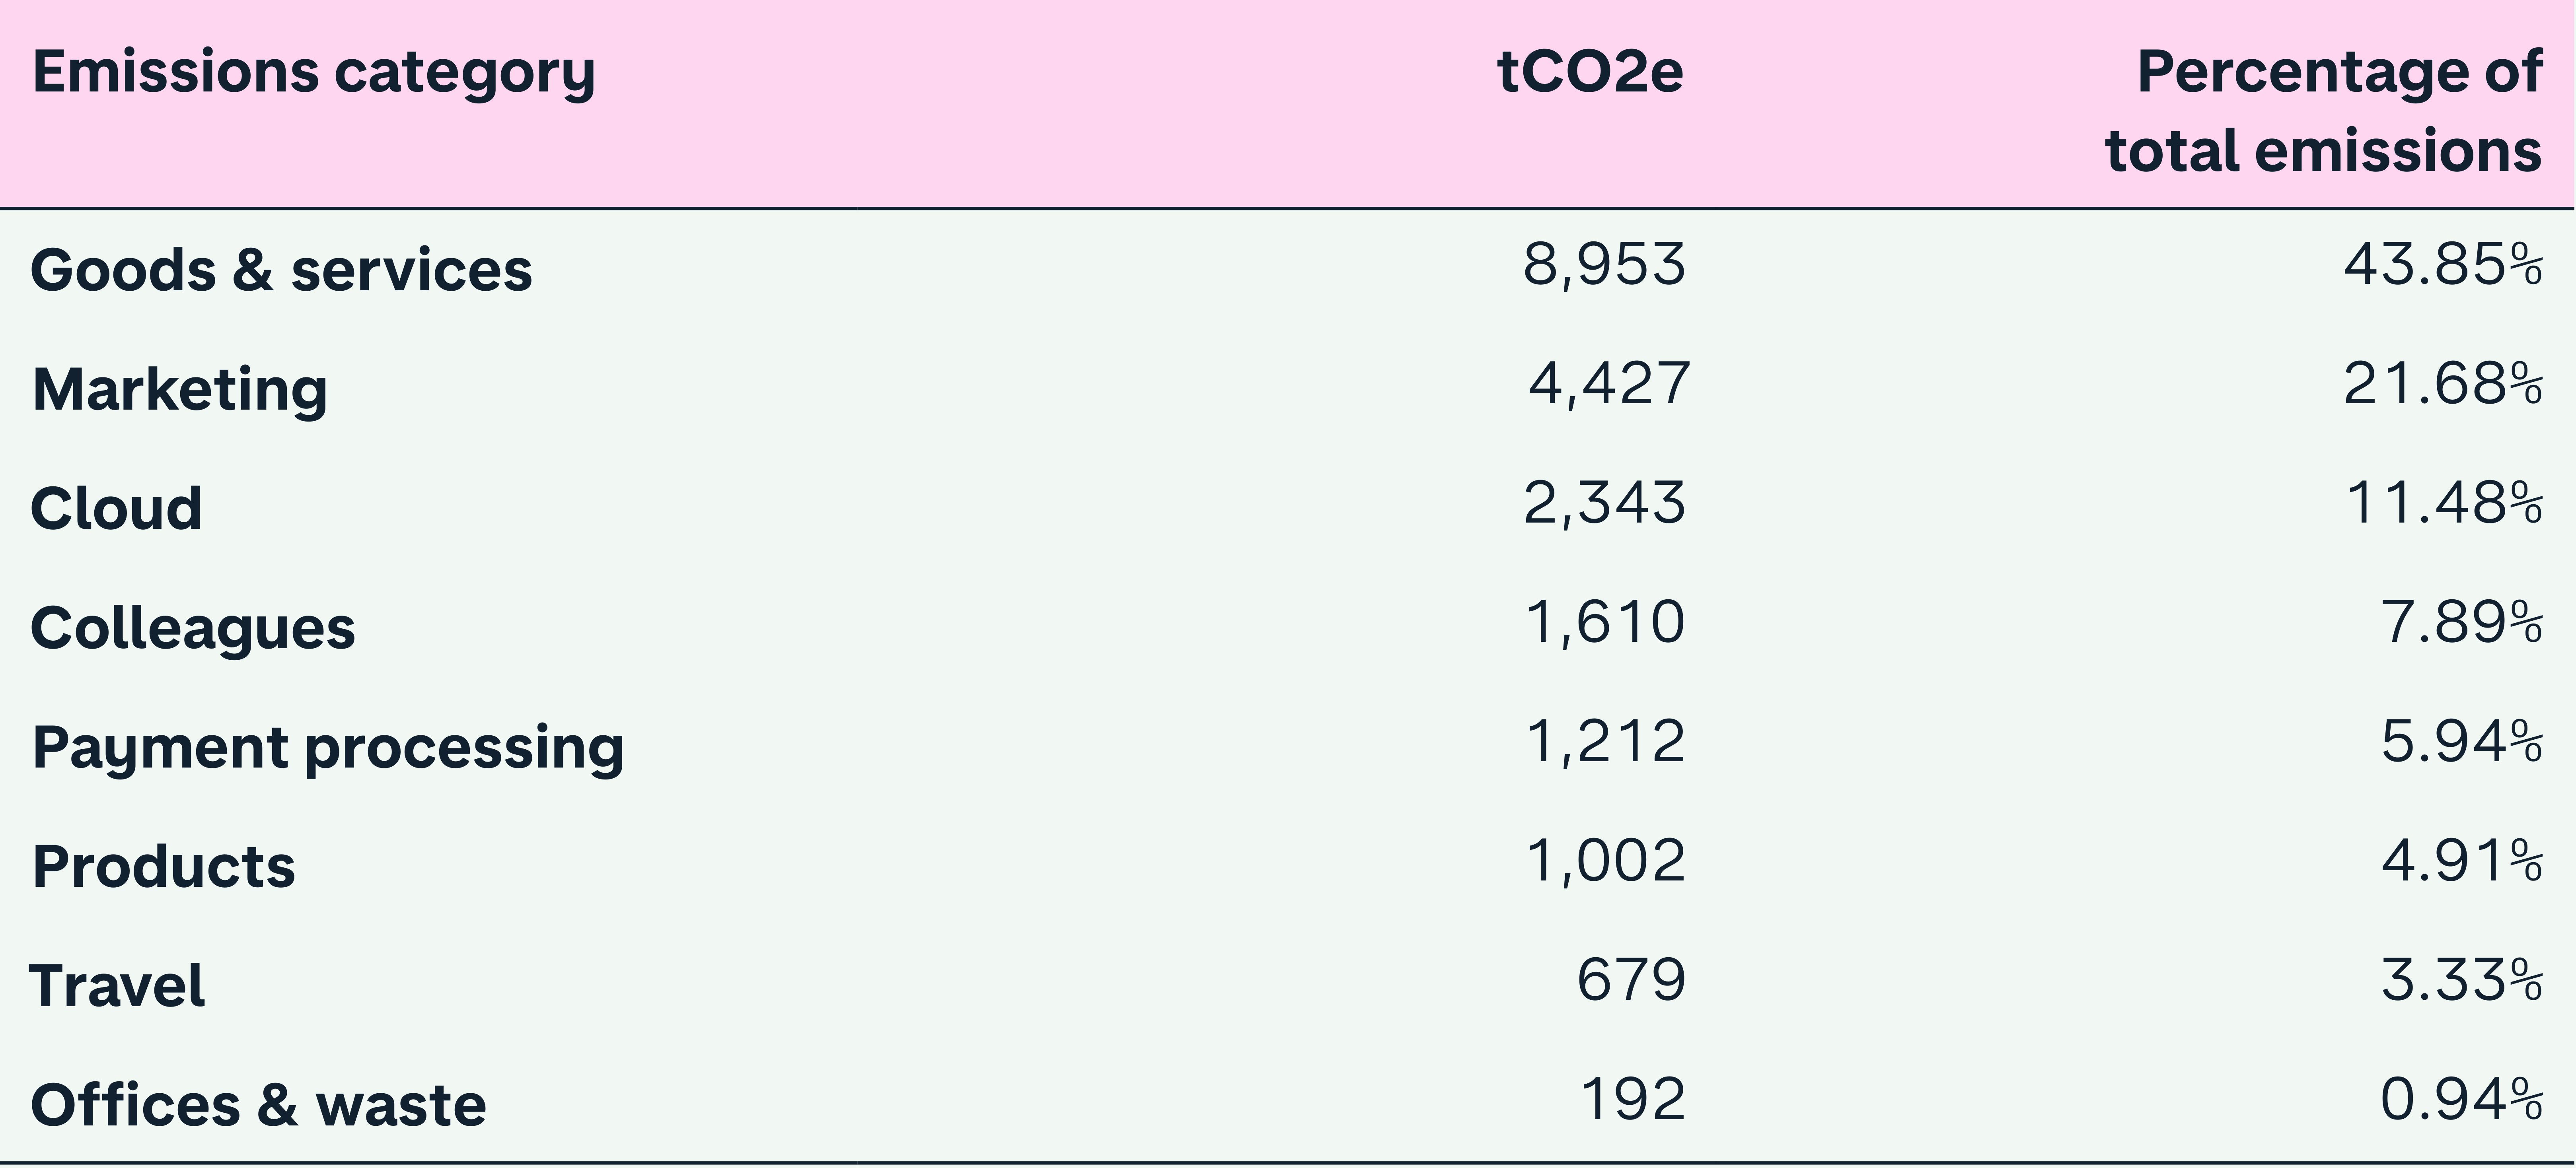 Emissions category tCO2e Percentage of
total emissions
Goods & services 8,953 43.85%
Marketing 4,427 21.68%
Cloud 2,343 11.48%
Colleagues 1,610 7.89%
Payment processing 1,212 5.94%
Products 1,002 4.91%
Travel 679 3.33%
Offices & waste 192 0.94%